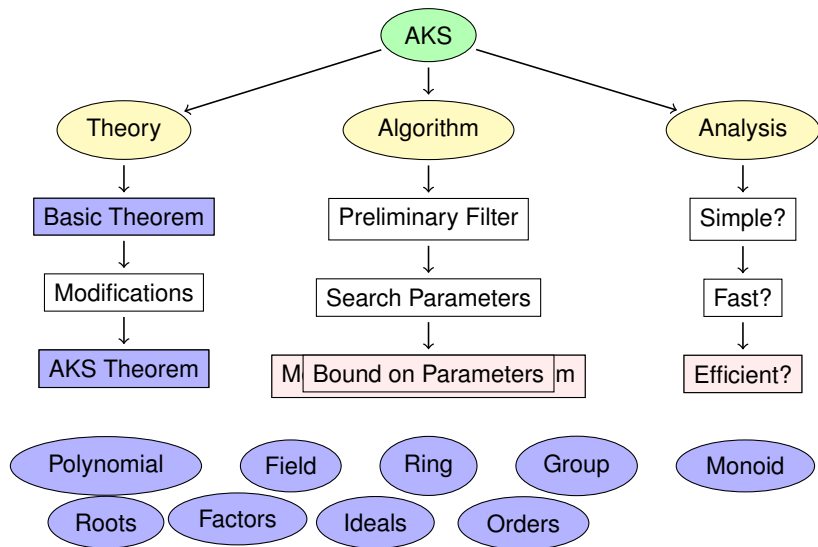 AKS
Theory
Algorithm
Analysis
Basic Theorem
Preliminary Filter
Simple?
Modifications
Search Parameters
Fast?
AKS Theorem
Bound on Parameters
Efficient?
Polynomial
Field
Ring
Group
Monoid
Roots
Factors
Ideals
Orders